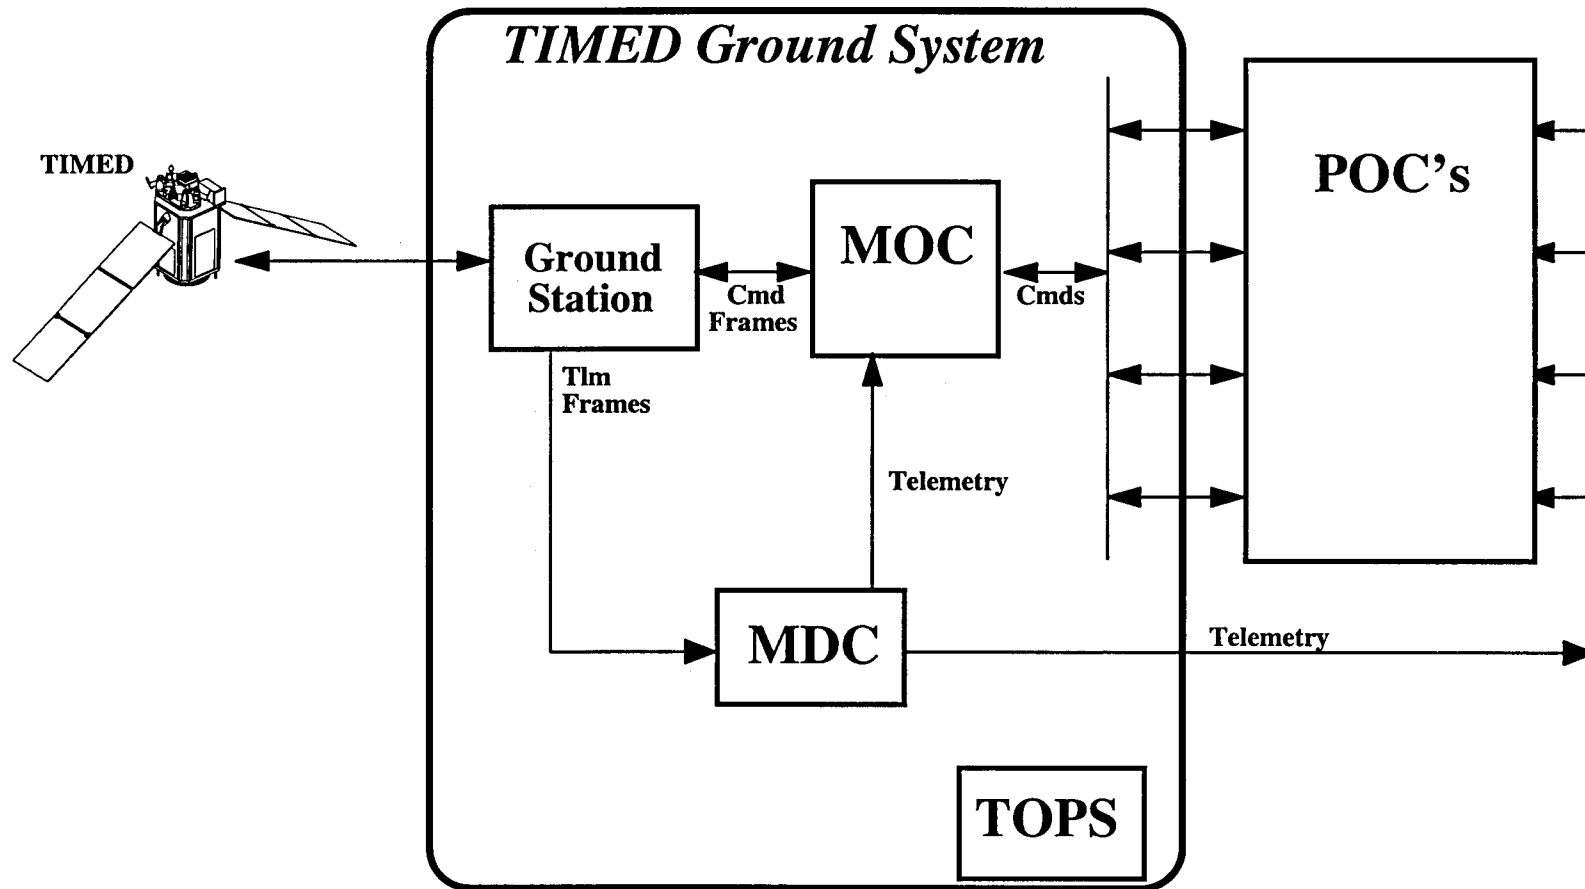 TIMED Ground System
TIMED
POC's
MOC
Ground
Station
Cmd
Frames
Cmds
Tlm
Frames
Telemetry
MDC
Telemetry
TOPS